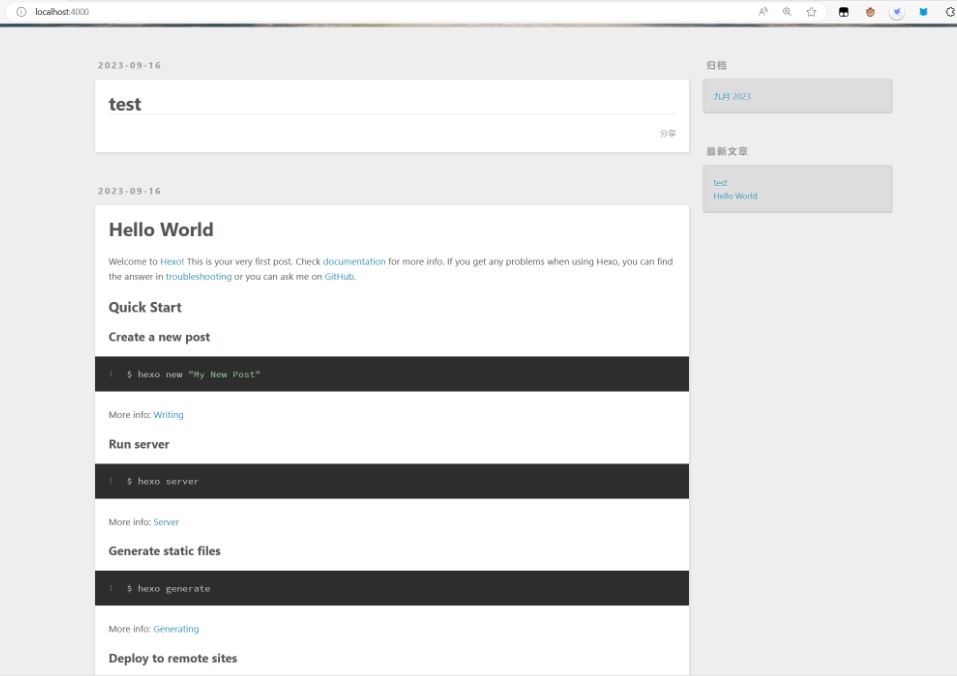 localhost:4000
2023-09-16
test
分享
2023-09-16
Hello World
Welcome to Hexo! This is your very first post. Check documentation for more info. If you get any problems when using Hexo, you can find
the answer in troubleshooting or you can ask me on GitHub.
Quick Start
Create a new post
1 $ hexo new "My New Post"
More info: Writing
Run server
1 $ hexo server
More info: Server
Generate static files
1 $ hexo generate
More info: Generating
Deploy to remote sites
归档
九月 2023
最新文章
test
Hello World